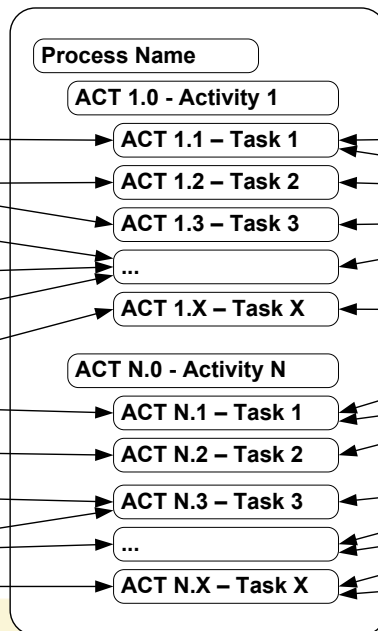 Process Name
ACT 1.0 - Activity 1
ACT 1.1 – Task 1
ACT 1.2 – Task 2
ACT 1.3 – Task 3
...
ACT 1.X – Task X
ACT N.0 - Activity N
ACT N.1 – Task 1
ACT N.2 – Task 2
ACT N.3 – Task 3
...
ACT N.X – Task X